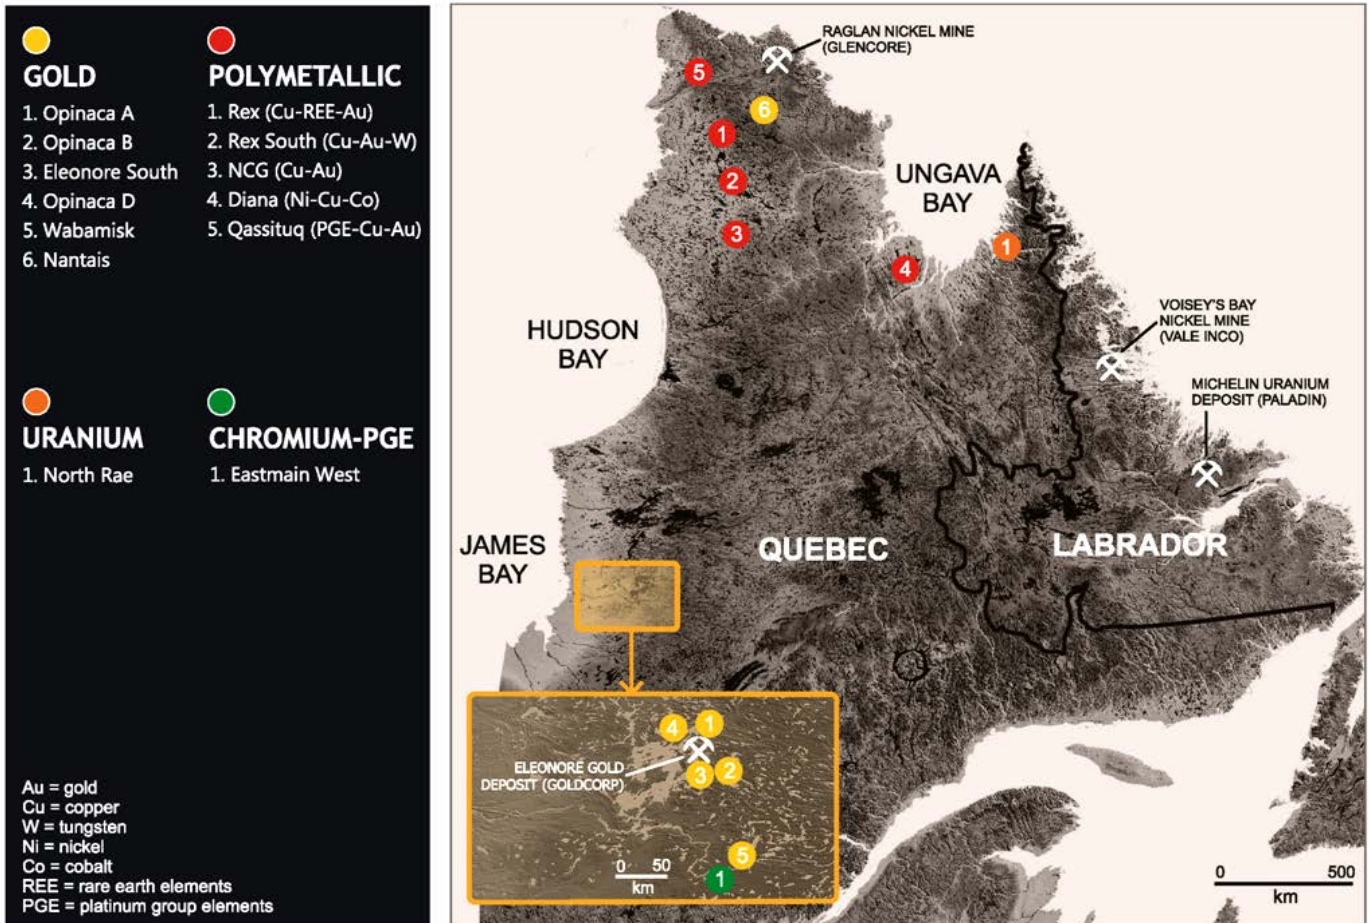 GOLD
1. Opinaca A
2. Opinaca B
3. Eleonore South
4. Opinaca D
5. Wabamisk
6. Nantais
POLYMETALLIC
1. Rex (Cu-REE-Au)
2. Rex South (Cu-Au-W)
3. NCG (Cu-Au)
4. Diana (Ni-Cu-Co)
5. Qassituq (PGE-Cu-Au)
URANIUM
1. North Rae
CHROMIUM-PGE
1. Eastmain West
Au = gold
Cu = copper
W = tungsten
Ni = nickel
Co = cobalt
REE = rare earth elements
PGE = platinum group elements
RAGLAN NICKEL MINE
(GLENCORE)
5
6
1
2
3
4
1
UNGAVA
BAY
HUDSON
BAY
VOISEY'S BAY
NICKEL MINE
(VALE INCO)
MICHELIN URANIUM
DEPOSIT (PALADIN)
JAMES
BAY
QUEBEC
LABRADOR
4
1
ELEONORE GOLD
DEPOSIT (GOLDCORP)
3
2
5
1
0 50
km
0 500
km